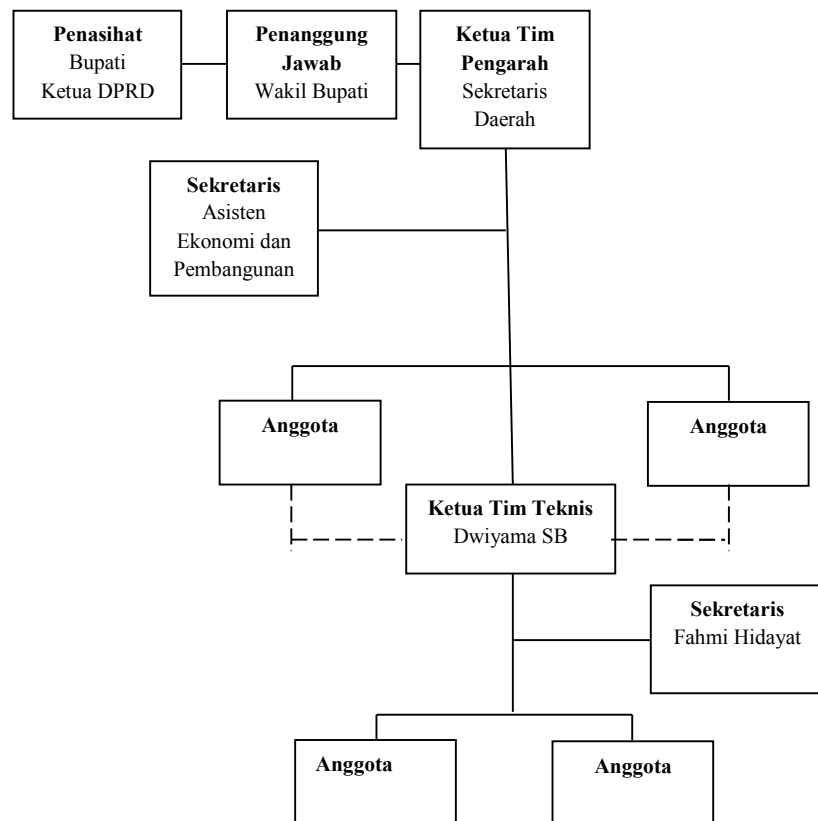 Penasihat
Bupati
Ketua DPRD
Penanggung
Jawab
Wakil Bupati
Ketua Tim
Pengarah
Sekretaris
Daerah
Sekretaris
Asisten
Ekonomi dan
Pembangunan
Anggota
Anggota
Ketua Tim Teknis
Dwiyama SB
Sekretaris
Fahmi Hidayat
Anggota
Anggota